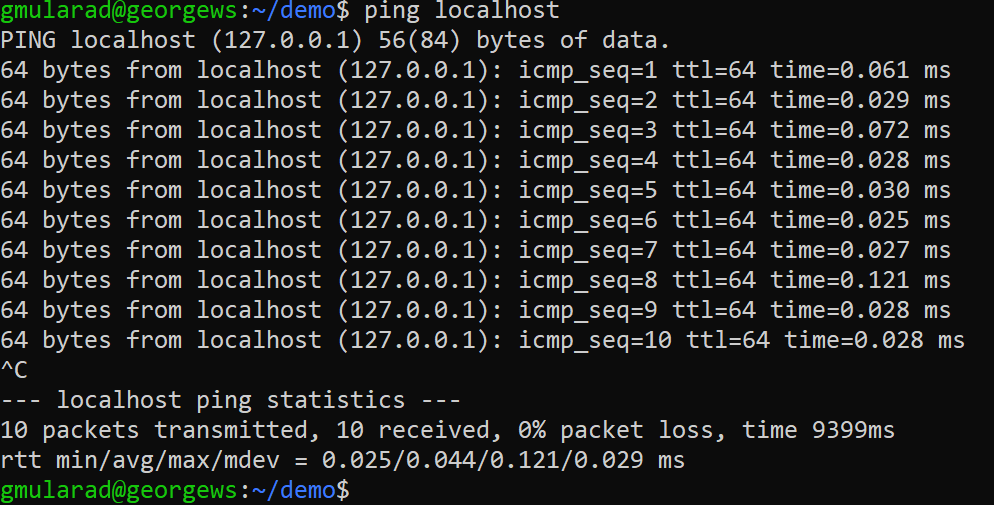 gmularad@georgews:~/demo$ ping localhost
PING localhost (127.0.0.1) 56(84) bytes of data.
64 bytes from localhost (127.0.0.1): icmp_seq=1 ttl=64 time=0.061 ms
64 bytes from localhost (127.0.0.1): icmp_seq=2 ttl=64 time=0.029 ms
64 bytes from localhost (127.0.0.1): icmp_seq=3 ttl=64 time=0.072 ms
64 bytes from localhost (127.0.0.1): icmp_seq=4 ttl=64 time=0.028 ms
64 bytes from localhost (127.0.0.1): icmp_seq=5 ttl=64 time=0.030 ms
64 bytes from localhost (127.0.0.1): icmp_seq=6 ttl=64 time=0.025 ms
64 bytes from localhost (127.0.0.1): icmp_seq=7 ttl=64 time=0.027 ms
64 bytes from localhost (127.0.0.1): icmp_seq=8 ttl=64 time=0.121 ms
64 bytes from localhost (127.0.0.1): icmp_seq=9 ttl=64 time=0.028 ms
64 bytes from localhost (127.0.0.1): icmp_seq=10 ttl=64 time=0.028 ms
^C
--- localhost ping statistics ---
10 packets transmitted, 10 received, 0% packet loss, time 9399ms
rtt min/avg/max/mdev = 0.025/0.044/0.121/0.029 ms
gmularad@georgews:~/demo$